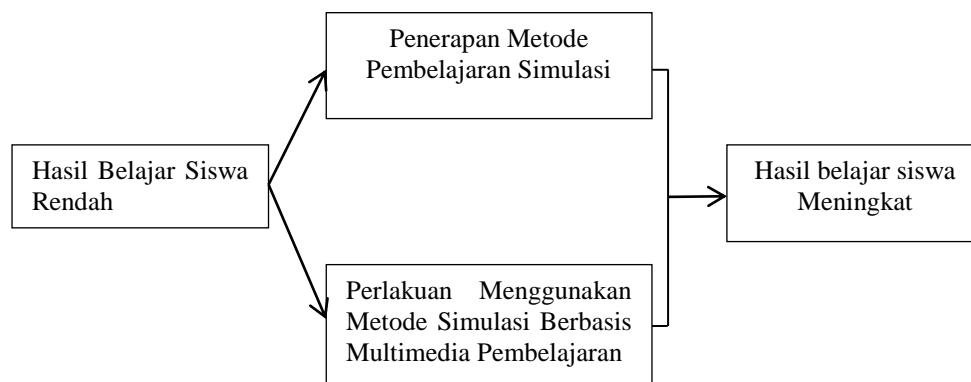 Penerapan Metode
Pembelajaran Simulasi
Hasil Belajar Siswa
Rendah
Hasil belajar siswa
Meningkat
Perlakuan Menggunakan
Metode Simulasi Berbasis
Multimedia Pembelajaran